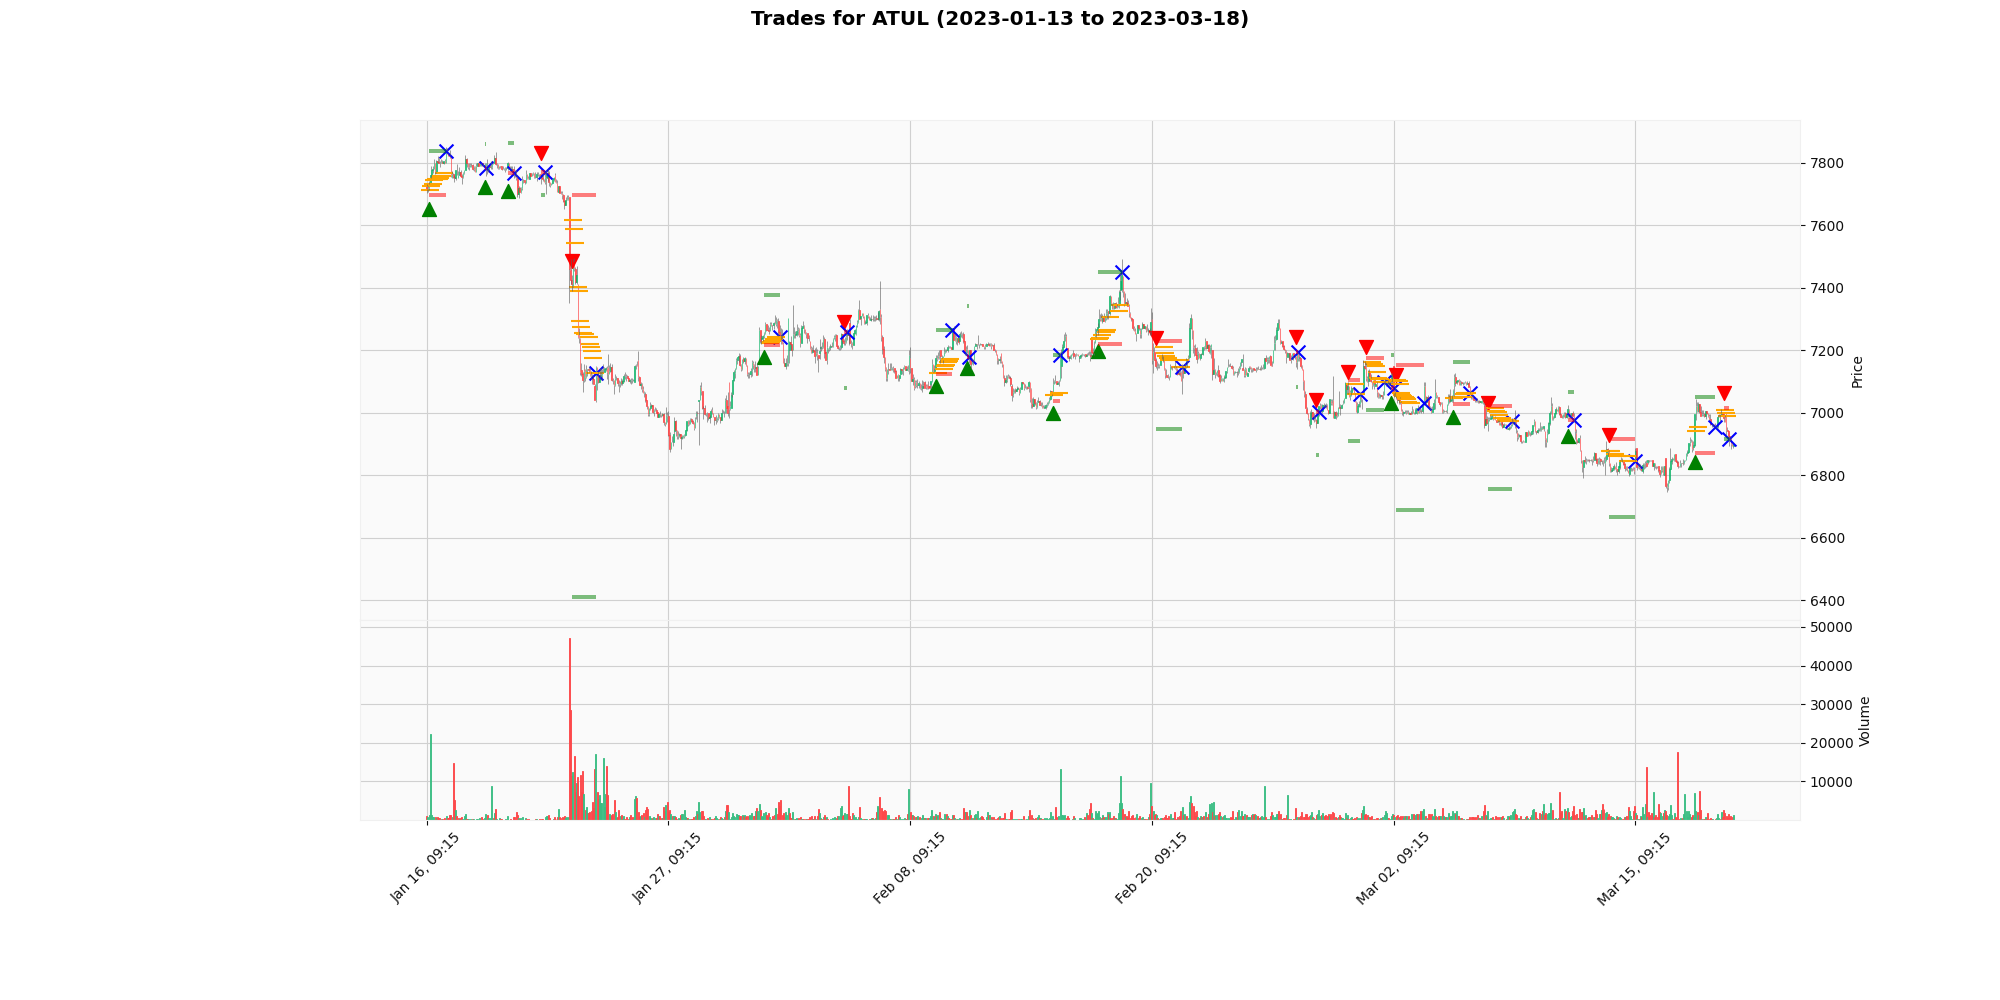 Trades for ATUL (2023-01-13 to 2023-03-18)
7800
7600
7400
7200
7000
6800
6600
6400
Price
50000
40000
30000
20000
10000
Volume
Jan 16, 09:15
Jan 27, 09:15
Feb 08, 09:15
Feb 20, 09:15
Mar 02, 09:15
Mar 15, 09:15